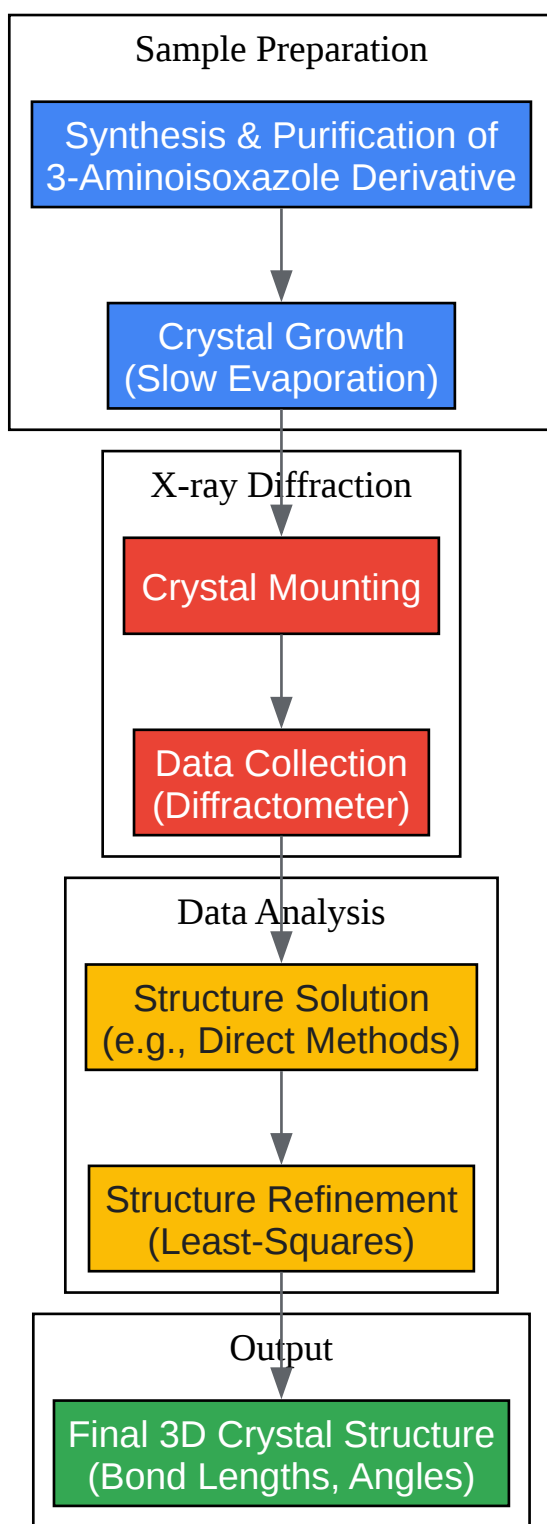 Sample Preparation
Synthesis & Purification of
3-Aminoisoxazole Derivative
Crystal Growth
(Slow Evaporation)
X-ray Diffraction
Crystal Mounting
Data Collection
(Diffractometer)
Data Analysis
Structure Solution
(e.g., Direct Methods)
Structure Refinement
(Least-Squares)
Output
Final 3D Crystal Structure
(Bond Lengths, Angles)